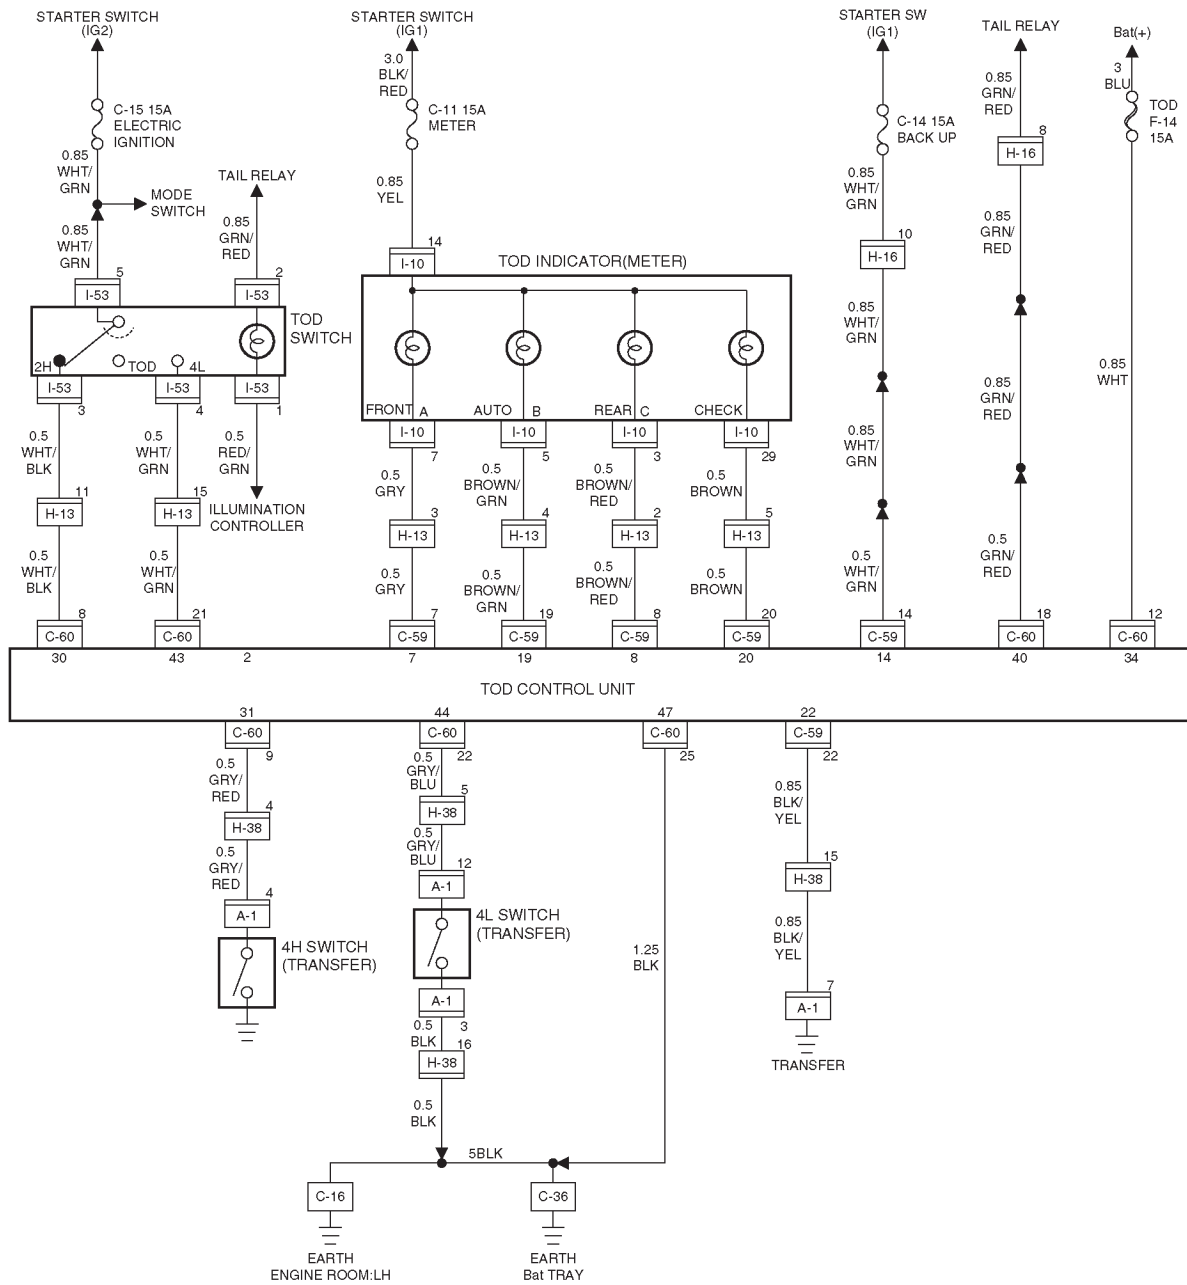 STARTER SWITCH
(IG2)
STARTER SWITCH
(IG1)
STARTER SW
(IG1)
TAIL RELAY
Bat(+)
C-15 15A
ELECTRIC
IGNITION
3.0
BLK/
RED
C-11 15A
METER
C-14 15A
BACK UP
0.85
GRN/
RED
3
BLU
TOD
F-14
15A
8
H-16
0.85
WHT/
GRN
MODE
SWITCH
TAIL RELAY
0.85
YEL
0.85
WHT/
GRN
0.85
WHT/
GRN
0.85
GRN/
RED
0.85
GRN/
RED
14
I-10
10
H-16
5
I-53
2
I-53
TOD INDICATOR(METER)
TOD
SWITCH
2H
TOD
4L
0.85
WHT/
GRN
0.85
WHT
FRONT A
AUTO B
REAR C
CHECK
0.85
GRN/
RED
I-53
3
I-53
4
I-53
1
I-10
7
I-10
5
I-10
3
I-10
29
0.5
WHT/
BLK
0.5
WHT/
GRN
0.5
RED/
GRN
0.5
GRY
0.5
BROWN/
GRN
0.5
BROWN/
RED
0.5
BROWN
0.85
WHT/
GRN
11
H-13
15
H-13
ILLUMINATION
CONTROLLER
3
H-13
4
H-13
2
H-13
5
H-13
0.5
WHT/
BLK
0.5
WHT/
GRN
0.5
GRY
0.5
BROWN/
GRN
0.5
BROWN/
RED
0.5
BROWN
0.5
WHT/
GRN
0.5
GRN/
RED
8
C-60
21
C-60
7
C-59
19
C-59
8
C-59
20
C-59
14
C-59
18
C-60
12
C-60
30 43 2 7 19 8 20 14 40 34
TOD CONTROL UNIT
31 44 47 22
C-60
9
C-60
22
C-60
25
C-59
22
0.5
GRY/
RED
0.5
GRY/
BLU
0.85
BLK/
YEL
4
H-38
5
H-38
15
H-38
0.5
GRY/
RED
0.5
GRY/
BLU
4
A-1
12
A-1
0.85
BLK/
YEL
4H SWITCH
(TRANSFER)
4L SWITCH
(TRANSFER)
1.25
BLK
7
A-1
TRANSFER
A-1
3
0.5
BLK
16
H-38
0.5
BLK
5BLK
C-16
C-36
EARTH
ENGINE ROOM:LH
EARTH
Bat TRAY